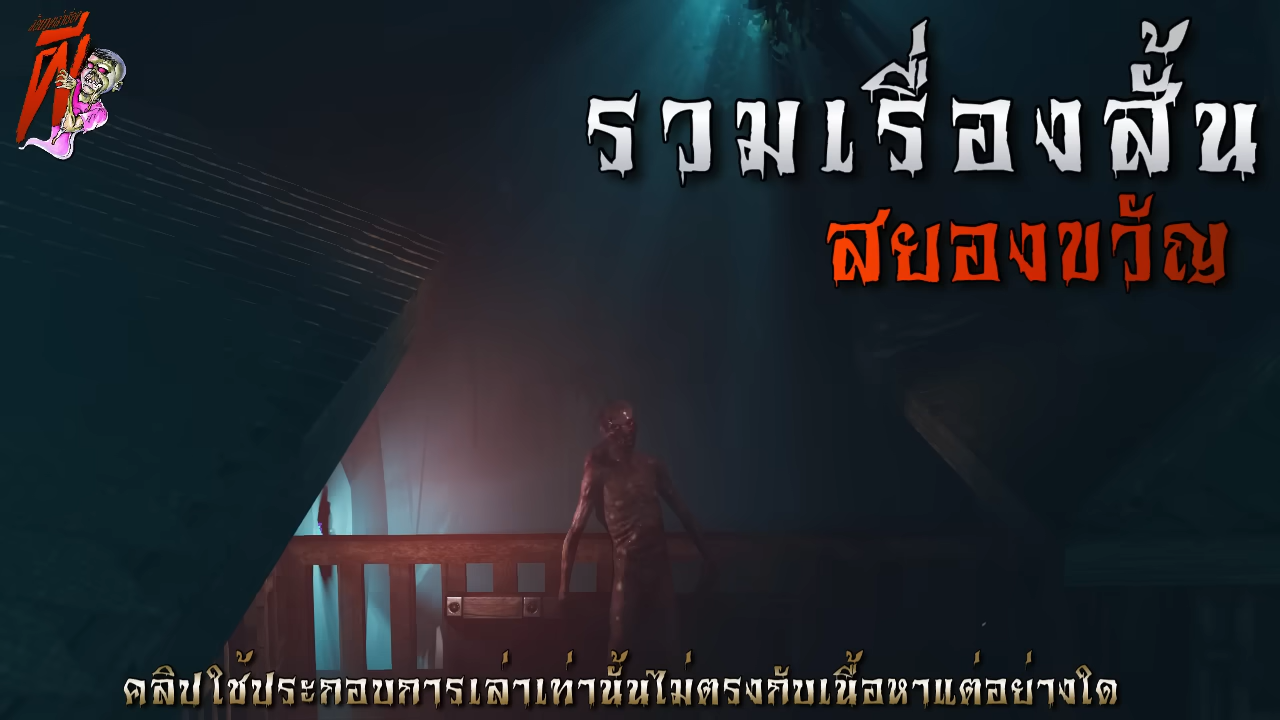 ผี
รวมเรื่องสั้น
สยองขวัญ
คลิปใช้ประกอบการเล่าเท่านั้นไม่ตรงกับเนื้อหาแต่อย่างใด